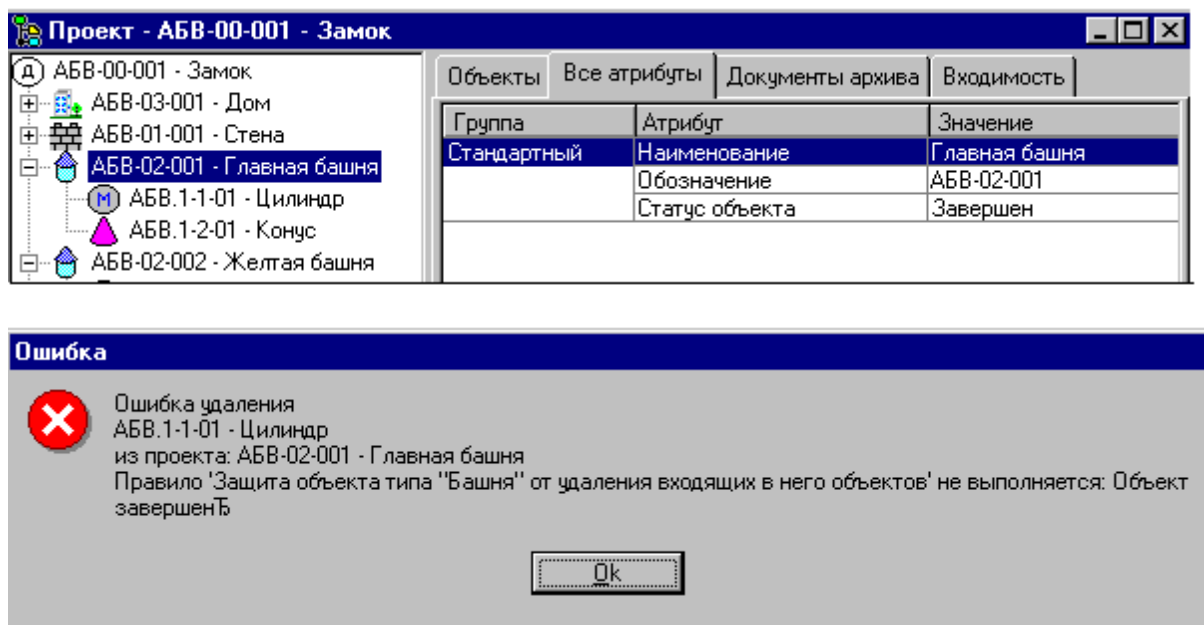 Проект - АБВ-00-001 - Замок
Д АБВ-00-001 - Замок
АБВ-03-001 - Дом
АБВ-01-001 - Стена
АБВ-02-001 - Главная башня
М АБВ.1-1-01 - Цилиндр
АБВ.1-2-01 - Конус
АБВ-02-002 - Желтая башня
Объекты Все атрибуты Документы архива Входимость
Группа Атрибут Значение
Стандартный Наименование Главная башня
Обозначение АБВ-02-001
Статус объекта Завершен
Ошибка
Ошибка удаления
АБВ.1-1-01 - Цилиндр
из проекта: АБВ-02-001 - Главная башня
Правило 'Защита объекта типа "Башня" от удаления входящих в него объектов' не выполняется: Объект
завершенЂ
Ok